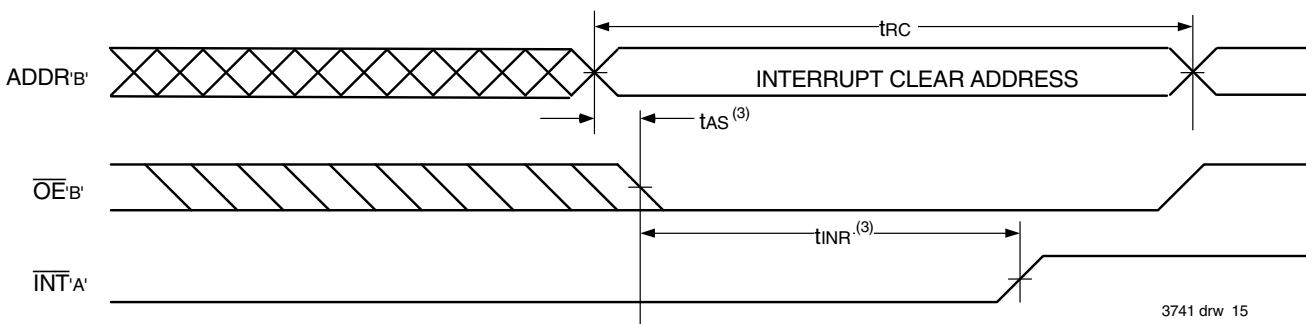 tRC
ADDR'B'
INTERRUPT CLEAR ADDRESS
tAS (3)
OE'B'
tINR (3)
INT'A'
3741 drw 15